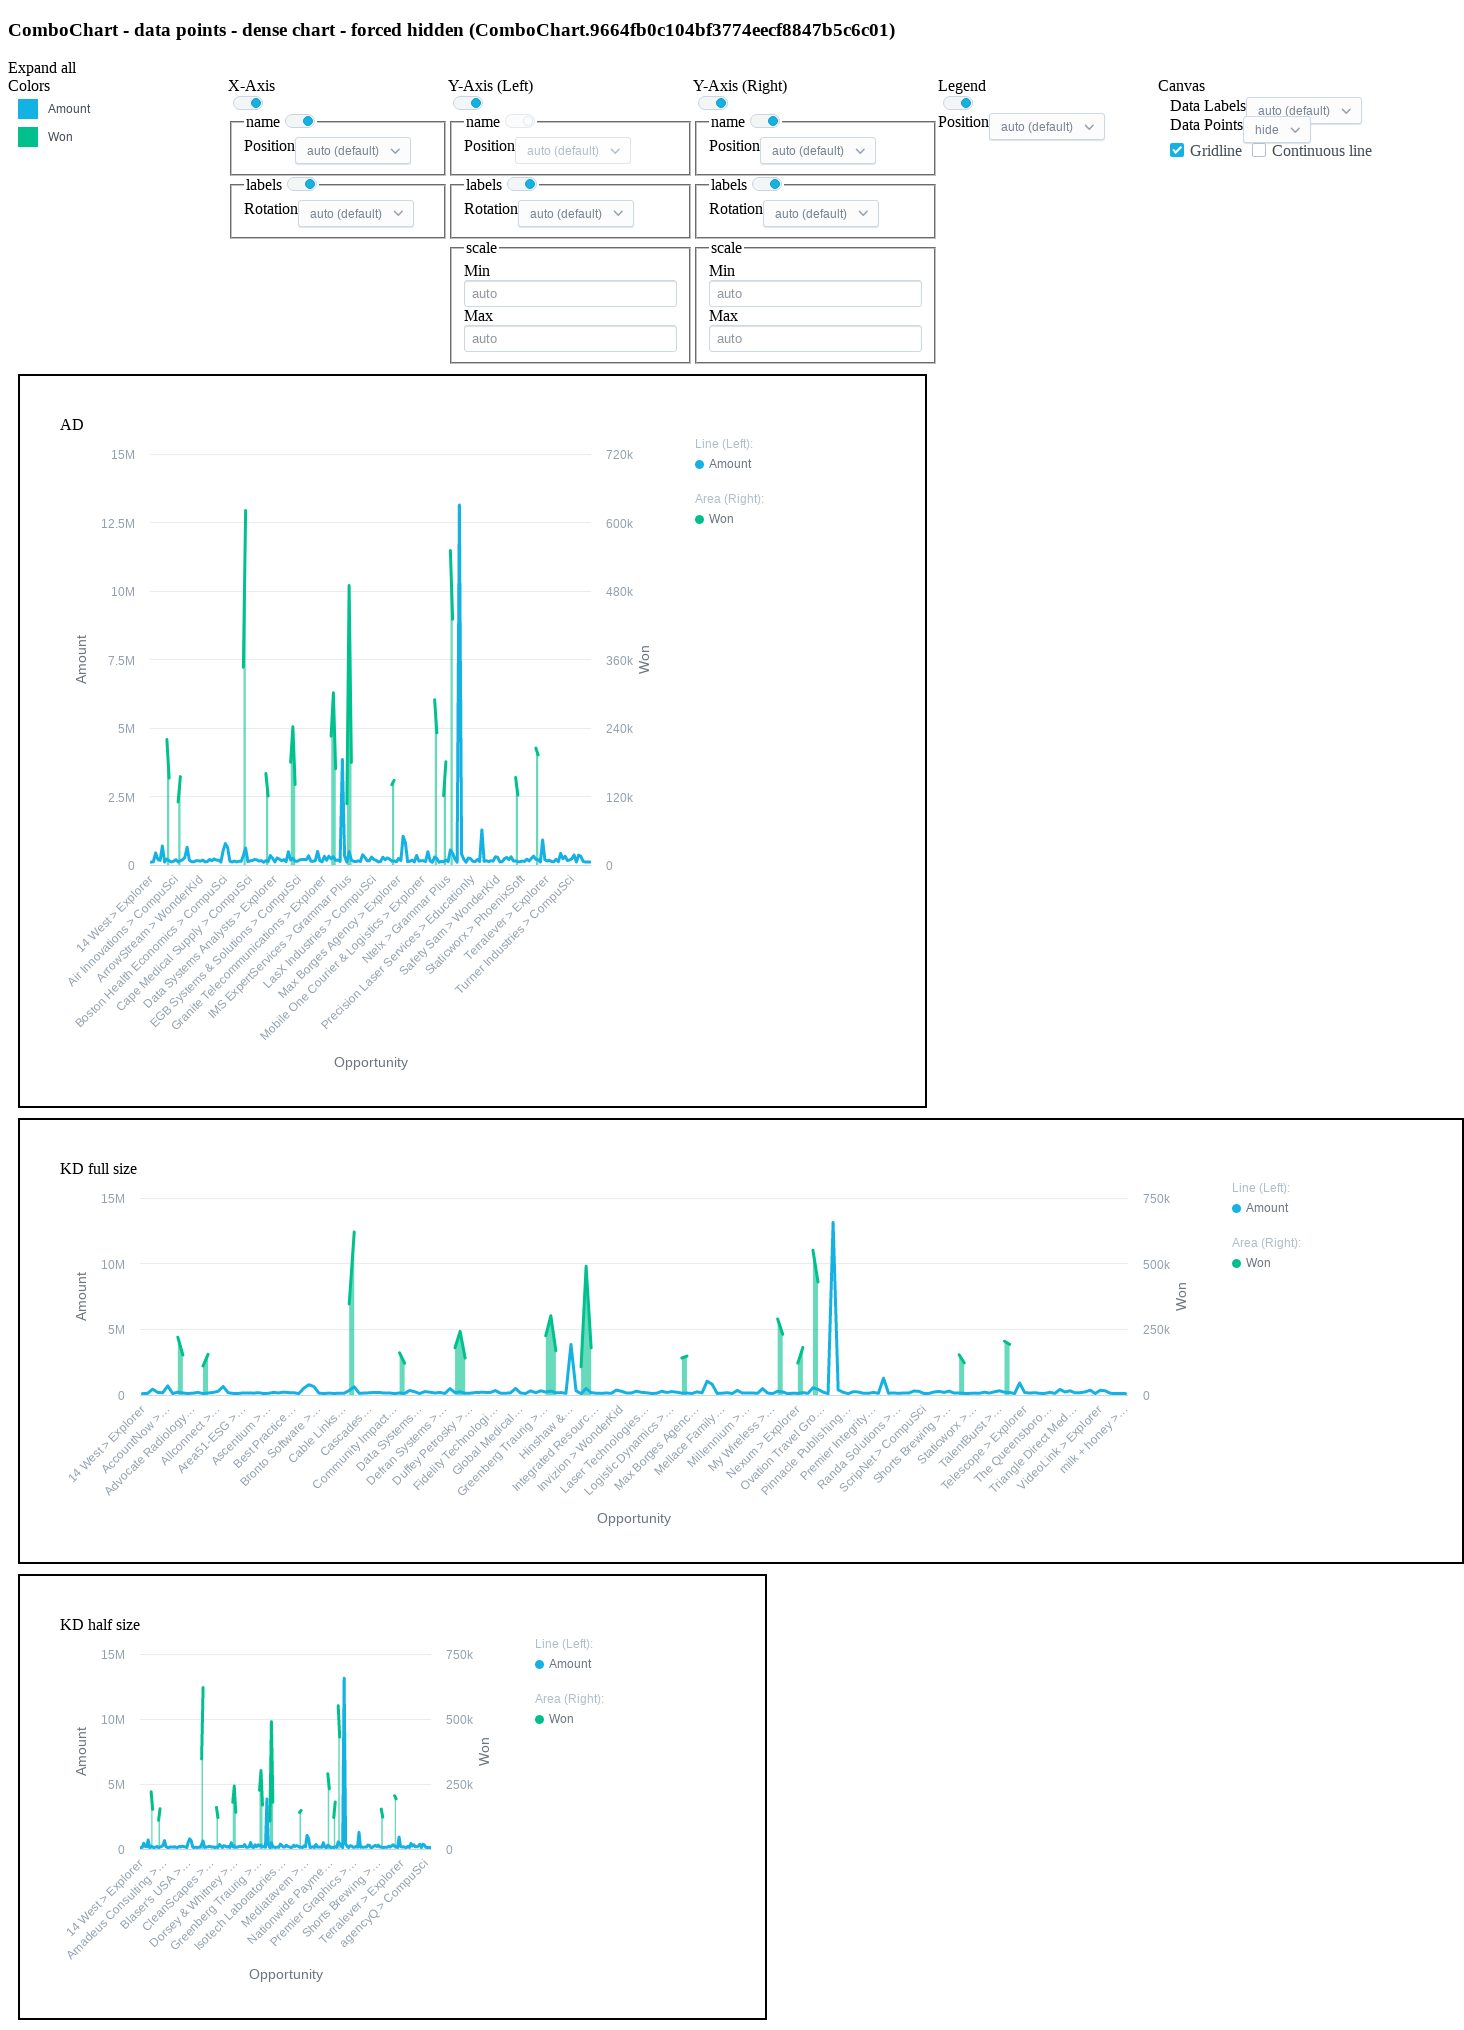 ComboChart - data points - dense chart - forced hidden (ComboChart.9664fb0c104bf3774eecf8847b5c6c01)
Expand all
Colors
Amount
Won
X-Axis
name
Position auto (default)
labels
Rotation auto (default)
Y-Axis (Left)
name
Position auto (default)
labels
Rotation auto (default)
scale
Min
auto
Max
auto
Y-Axis (Right)
name
Position auto (default)
labels
Rotation auto (default)
scale
Min
auto
Max
auto
Legend
Position auto (default)
Canvas
Data Labels auto (default)
Data Points hide
Gridline Continuous line
AD
15M
12.5M
10M
7.5M
5M
2.5M
0
Amount
720k
600k
480k
360k
240k
120k
0
Won
14 West > Explorer
Air Innovations > CompuSci
ArrowStream > WonderKid
Boston Health Economics > CompuSci
Cape Medical Supply > CompuSci
Data Systems Analysts > Explorer
EGB Systems & Solutions > CompuSci
Granite Telecommunications > Explorer
IMS ExpertServices > Grammar Plus
LasX Industries > CompuSci
Max Borges Agency > Explorer
Mobile One Courier & Logistics > Explorer
Ntelx > Grammar Plus
Precision Laser Services > Educationly
Safety Sam > WonderKid
Staticworx > PhoenixSoft
Terralever > Explorer
Turner Industries > CompuSci
Opportunity
Line (Left):
Amount
Area (Right):
Won
KD full size
15M
10M
5M
0
Amount
750k
500k
250k
0
Won
14 West > Explorer
AccountNow >…
Advocate Radiology…
Allconnect >…
Area51-ESG >…
Ascentium >…
Best Practice…
Bronto Software >…
Cable Links…
Cascades…
Community Impact…
Data Systems…
Defran Systems >…
Duffey Petrosky >…
Fidelity Technologi…
Global Medical…
Greenberg Traurig >…
Hinshaw &…
Integrated Resourc…
Invizion > WonderKid
Laser Technologies…
Logistic Dynamics >…
Max Borges Agenc…
Mellace Family…
Millennium >…
My Wireless >…
Nexum > Explorer
Ovation Travel Gro…
Pinnacle Publishing…
Premier Integrity…
Randa Solutions >…
ScripNet > CompuSci
Shorts Brewing >…
Staticworx >…
TalentBurst >…
Telescope > Explorer
The Queensboro…
Triangle Direct Med…
VideoLink > Explorer
milk + honey >…
Opportunity
Line (Left):
Amount
Area (Right):
Won
KD half size
15M
10M
5M
0
Amount
750k
500k
250k
0
Won
14 West > Explorer
Amadeus Consulting >…
Blaser's USA >…
CleanScapes >…
Dorsey & Whitney >…
Greenberg Traurig >…
Isotech Laboratories…
Mediatavern >…
Nationwide Payme…
Premier Graphics >…
Shorts Brewing >…
Terralever > Explorer
agencyQ > CompuSci
Opportunity
Line (Left):
Amount
Area (Right):
Won